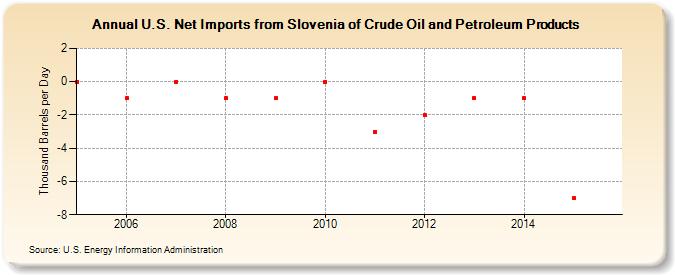 Annual U.S. Net Imports from Slovenia of Crude Oil and Petroleum Products
Thousand Barrels per Day
2
0
-2
-4
-6
-8
2006 2008 2010 2012 2014
Source: U.S. Energy Information Administration